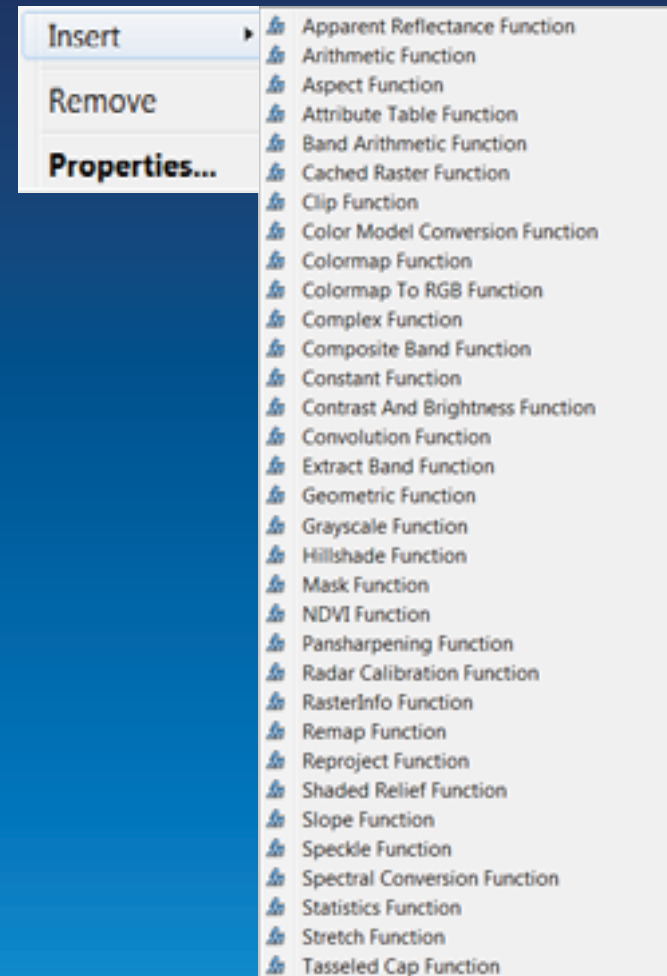 Insert
Remove
Properties...
Apparent Reflectance Function
Arithmetic Function
Aspect Function
Attribute Table Function
Band Arithmetic Function
Cached Raster Function
Clip Function
Color Model Conversion Function
Colormap Function
Colormap To RGB Function
Complex Function
Composite Band Function
Constant Function
Contrast And Brightness Function
Convolution Function
Extract Band Function
Geometric Function
Grayscale Function
Hillshade Function
Mask Function
NDVI Function
Pansharpening Function
Radar Calibration Function
RasterInfo Function
Remap Function
Reproject Function
Shaded Relief Function
Slope Function
Speckle Function
Spectral Conversion Function
Statistics Function
Stretch Function
Tasseled Cap Function